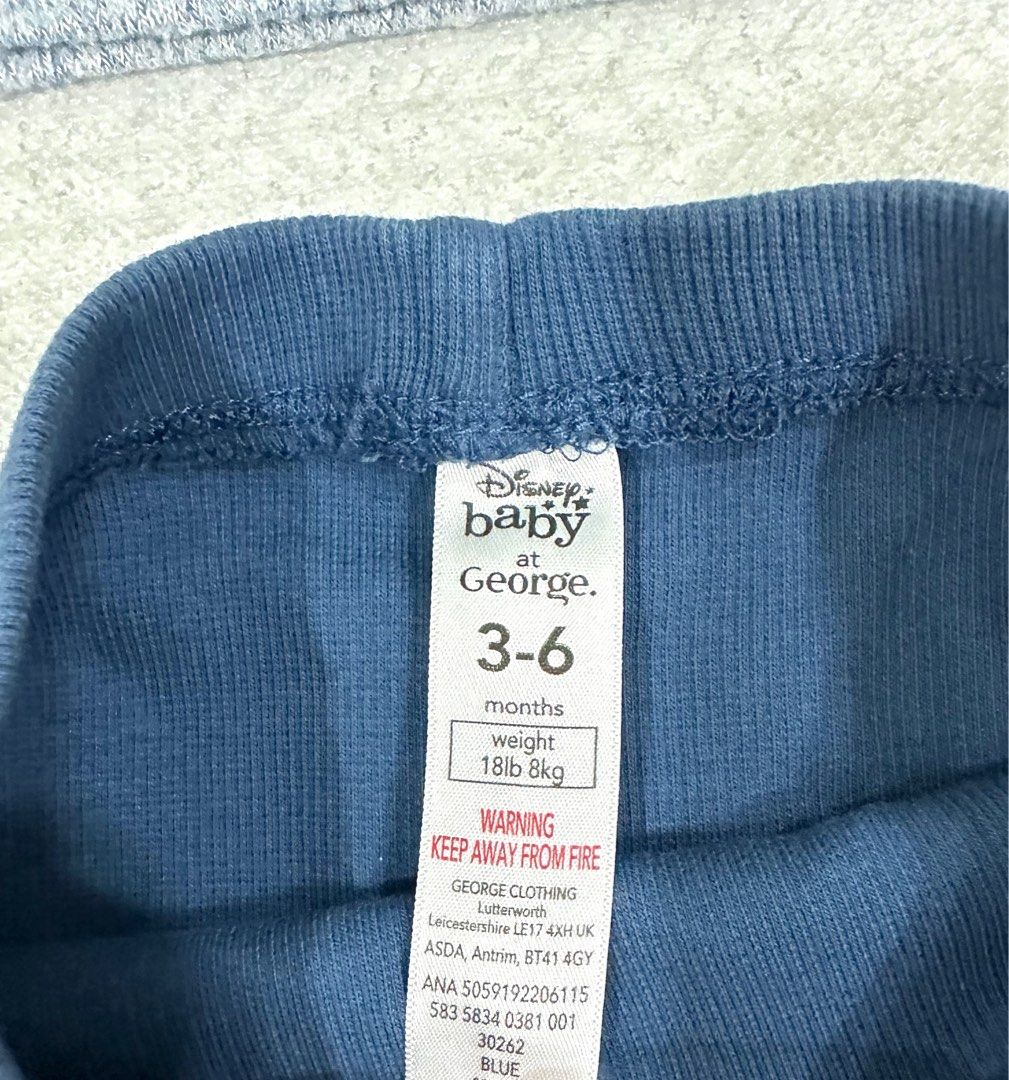 Disney
baby
at
George.
3-6
months
weight
18lb 8kg
WARNING
KEEP AWAY FROM FIRE
GEORGE CLOTHING
Lutterworth
Leicestershire LE17 4XH UK
ASDA, Antrim, BT41 4GY
ANA 5059192206115
583 5834 0381 001
30262
BLUE